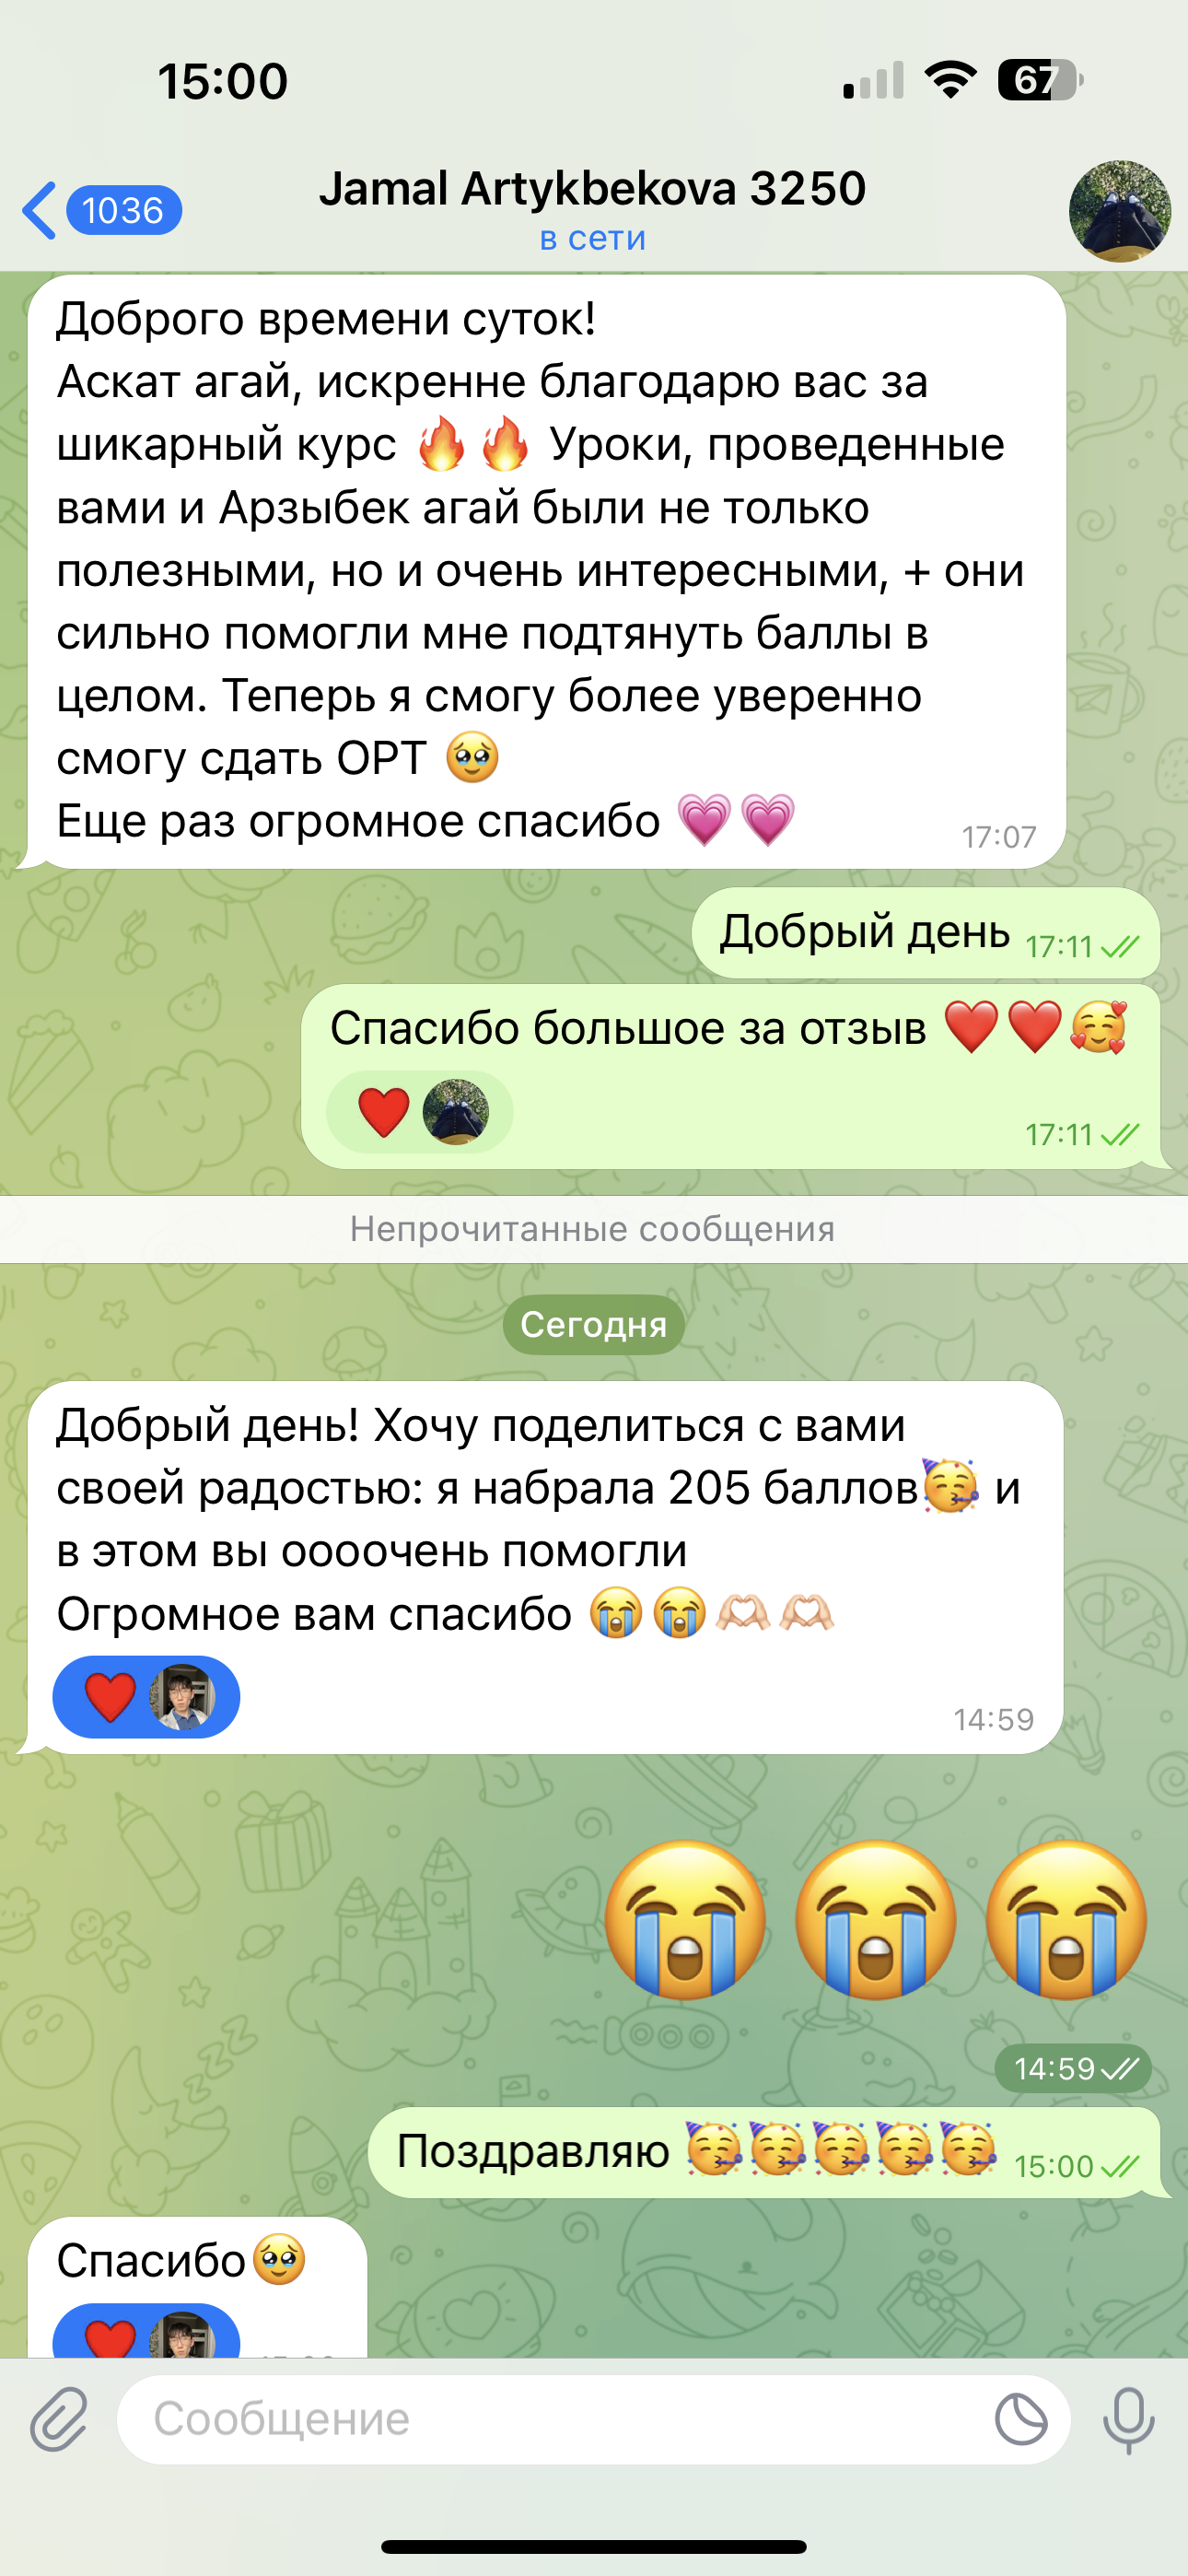 15:00
67
1036
Jamal Artykbekova 3250
в сети
Доброго времени суток!
Аскат агай, искренне благодарю вас за
шикарный курс 🔥🔥 Уроки, проведенные
вами и Арзыбек агай были не только
полезными, но и очень интересными, + они
сильно помогли мне подтянуть баллы в
целом. Теперь я смогу более уверенно
смогу сдать ОРТ 🥹
Еще раз огромное спасибо 💗💗
17:07
Добрый день 17:11
Спасибо большое за отзыв ❤️❤️🥰
17:11
Непрочитанные сообщения
Сегодня
Добрый день! Хочу поделиться с вами
своей радостью: я набрала 205 баллов🥳 и
в этом вы оооочень помогли
Огромное вам спасибо 😭😭🫶🏻🫶🏻
14:59
😭😭😭
14:59
Поздравляю 🥳🥳🥳🥳🥳 15:00
Спасибо🥹
Сообщение